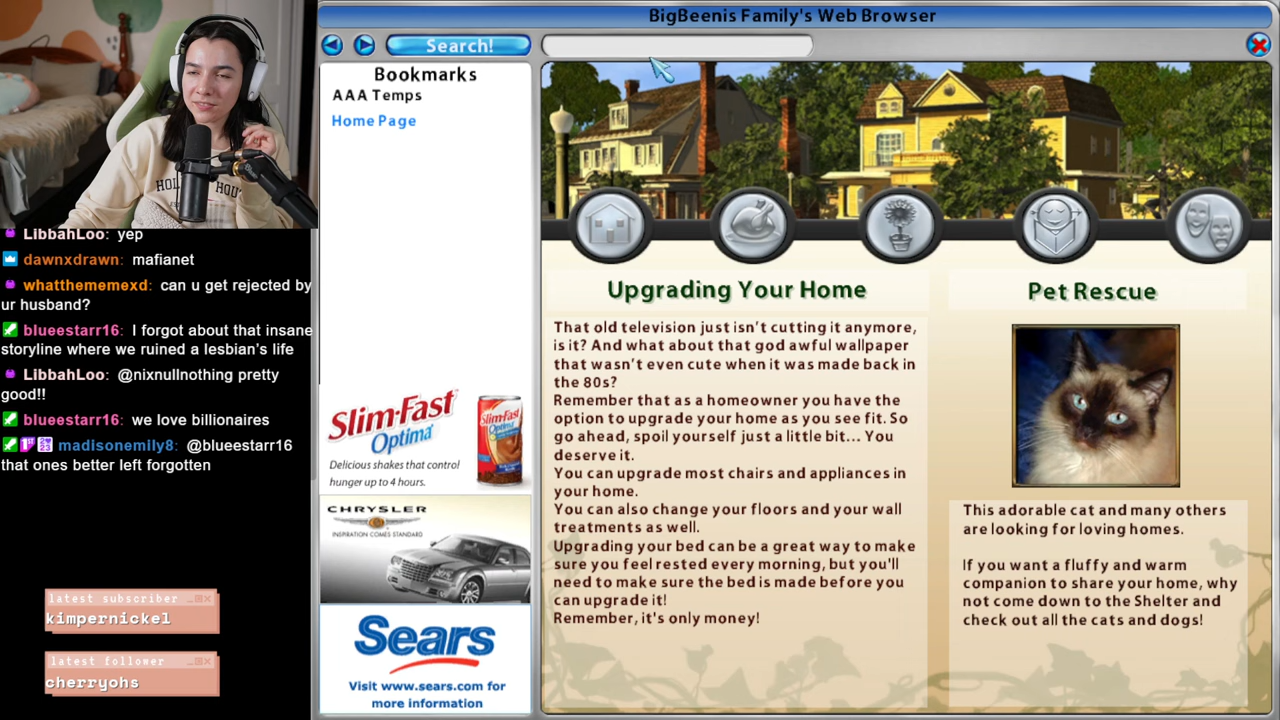 BigBeenis Family's Web Browser
Search!
Bookmarks
AAA Temps
Home Page
LibbahLoo: yep
dawnxdrawn: mafianet
whatthememexd: can u get rejected by
ur husband?
blueestarr16: I forgot about that insane
storyline where we ruined a lesbian's life
LibbahLoo: @nixnullnothing pretty
good!!
blueestarr16: we love billionaires
madisonemily8: @blueestarr16
that ones better left forgotten
latest subscriber
kimpernickel
latest follower
cherryohs
Slim·Fast
Optima
Delicious shakes that control
hunger up to 4 hours.
CHRYSLER
INSPIRATION COMES STANDARD
Sears
Visit www.sears.com for
more information
Upgrading Your Home
That old television just isn't cutting it anymore,
is it? And what about that god awful wallpaper
that wasn't even cute when it was made back in
the 80s?
Remember that as a homeowner you have the
option to upgrade your home as you see fit. So
go ahead, spoil yourself just a little bit... You
deserve it.
You can upgrade most chairs and appliances in
your home.
You can also change your floors and your wall
treatments as well.
Upgrading your bed can be a great way to make
sure you feel rested every morning, but you'll
need to make sure the bed is made before you
can upgrade it!
Remember, it's only money!
Pet Rescue
This adorable cat and many others
are looking for loving homes.
If you want a fluffy and warm
companion to share your home, why
not come down to the Shelter and
check out all the cats and dogs!